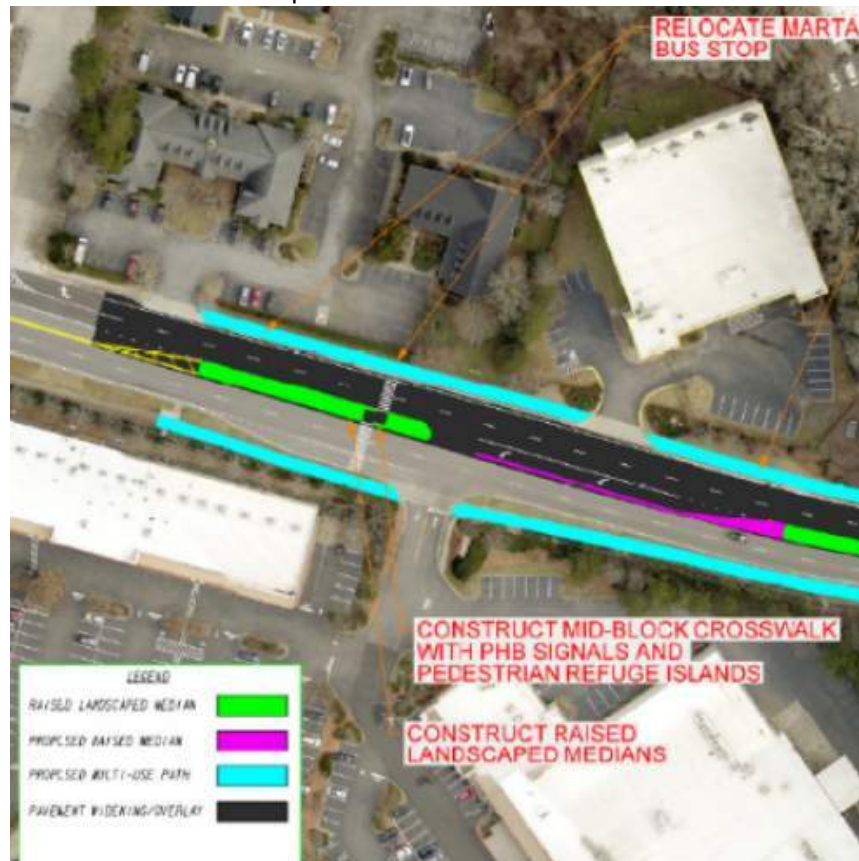 RELOCATE MARTA
BUS STOP
CONSTRUCT MID-BLOCK CROSSWALK
WITH PHB SIGNALS AND
PEDESTRIAN REFUGE ISLANDS
CONSTRUCT RAISED
LANDSCAPED MEDIANS
LEGEND
RAISED LANDSCAPED MEDIAN
PROPOSED RAISED MEDIAN
PROPOSED MULTI-USE PATH
PAVEMENT WIDENING/OVERLAY